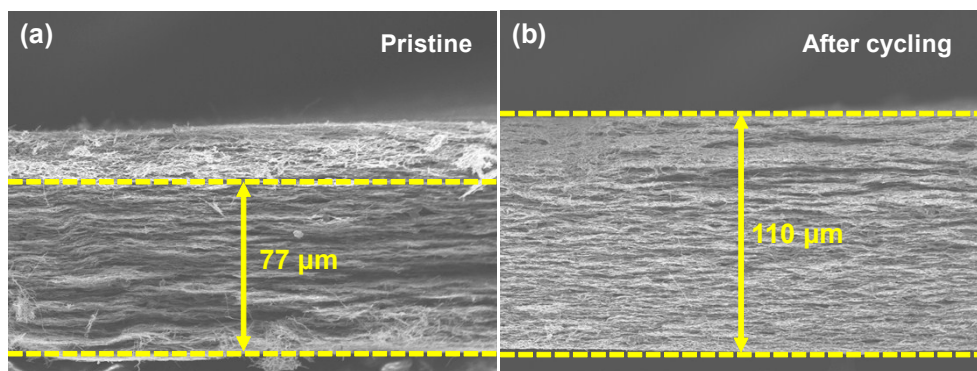 (a)
Pristine
77 μm
(b)
After cycling
110 μm